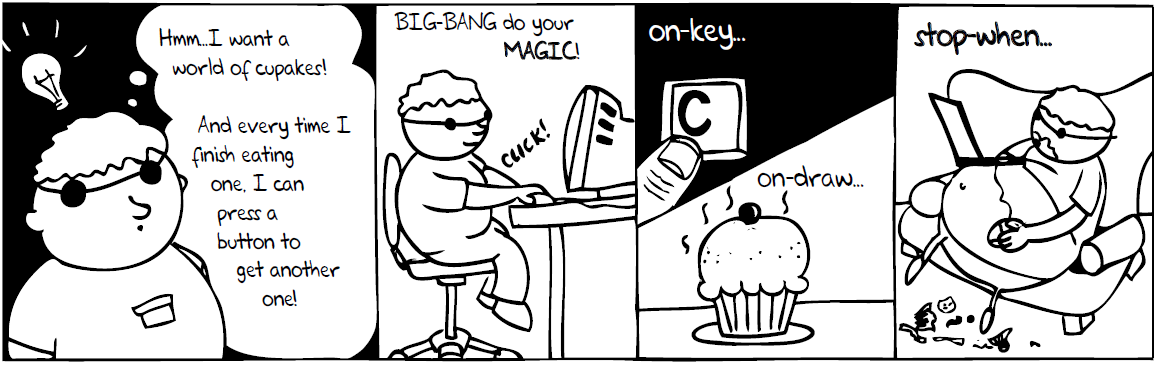 Hmm...I want a
world of cupakes!
And every time I
finish eating
one, I can
press a
button to
get another
one!
BIG-BANG do your
MAGIC!
CLICK!
on-key...
C
on-draw...
stop-when...